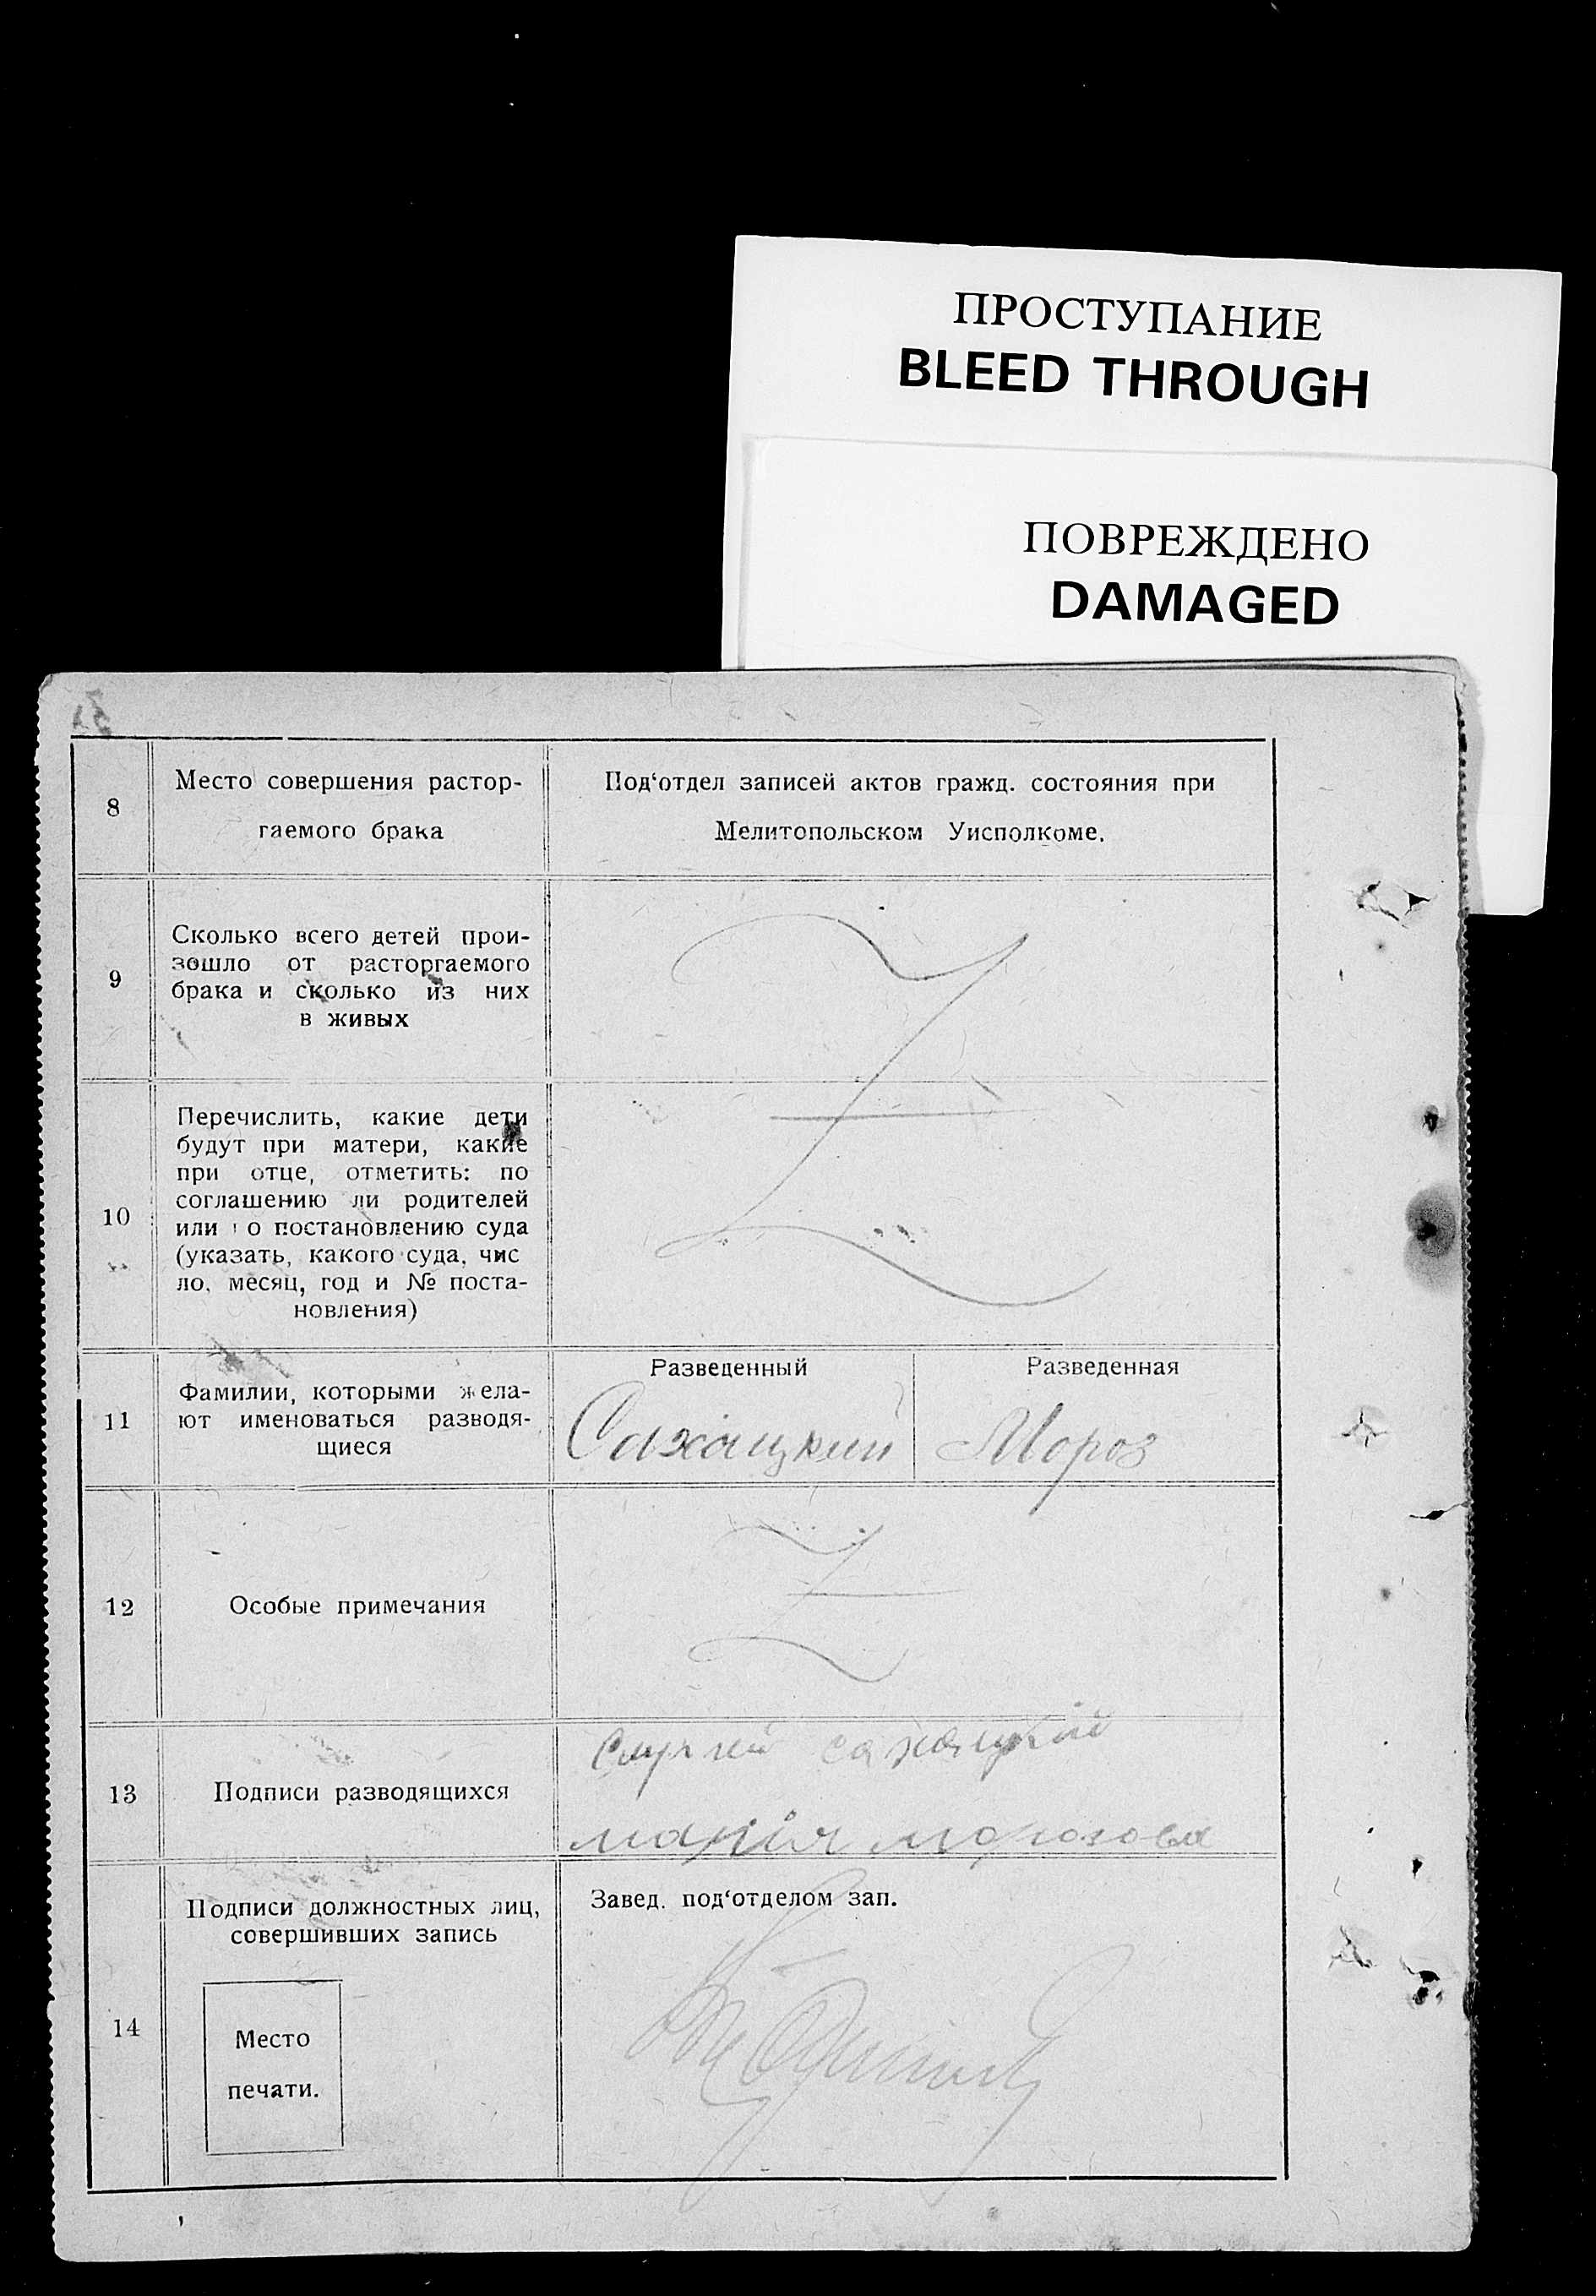 ПРОСТУПАНИЕ
BLEED THROUGH
ПОВРЕЖДЕНО
DAMAGED
8
Место совершения растор-
гаемого брака
Под‘отдел записей актов гражд. состояния при
Мелитопольском Уисполкоме.
9
Сколько всего детей прои-
зошло от расторгаемого
брака и сколько из них
в живых
10
Перечислить, какие дети
будут при матери, какие
при отце, отметить: по
соглашению ли родителей
или о постановлению суда
(указать, какого суда, чис
ло, месяц, год и № поста-
новления)
11
Фамилии, которыми жела-
ют именоваться разводя-
щиеся
Разведенный
Сахацкий
Разведенная
Мороз
12
Особые примечания
13
Подписи разводящихся
сахацкий
мария морозова
14
Подписи должностных лиц,
совершивших запись
Место
печати.
Завед. под‘отделом зап.